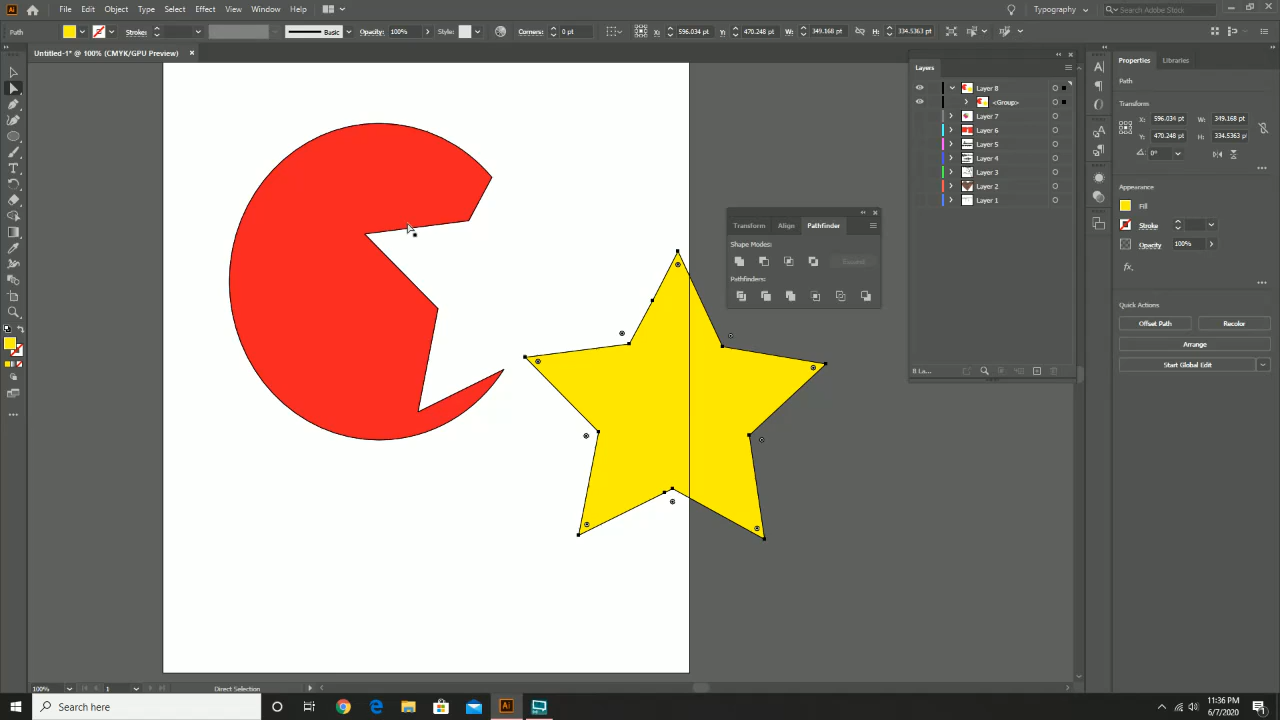 Ai File Edit Object Type Select Effect View Window Help Typography Search Adobe Stock
Path Stroke: Basic Opacity: 100% Style: Corners: 0 pt X: 596.034 pt Y: 470.248 pt W: 349.168 pt H: 334.5363 pt
Untitled-1* @ 100% (CMYK/GPU Preview) ×
Layers
Layer 8
<Group>
Layer 7
Layer 6
Layer 5
Layer 4
Layer 3
Layer 2
Layer 1
8 La...
Transform Align Pathfinder
Shape Modes:
Expand
Pathfinders:
Properties Libraries
Path
Transform
X: 596.034 pt W: 349.168 pt
Y: 470.248 pt H: 334.5363 pt
0°
Appearance
Fill
Stroke
Opacity 100%
fx.
Quick Actions
Offset Path Recolor
Arrange
Start Global Edit
100% 1 Direct Selection
Search here Ai 11:36 PM
6/7/2020